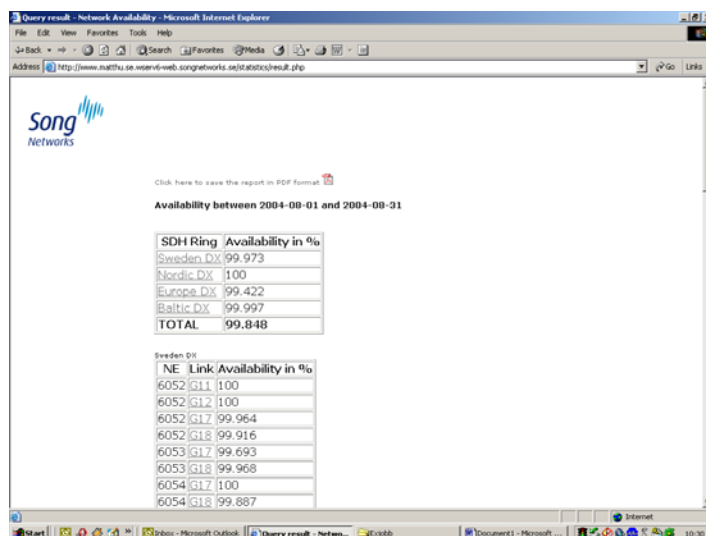 Query result - Network Availability - Microsoft Internet Explorer
File Edit View Favorites Tools Help
Back Search Favorites Media
Address http://www.matthu.se.wserv6-web.songnetworks.se/statistics/result.php Go Links
Song
Networks
Click here to save the report in PDF format
Availability between 2004-08-01 and 2004-08-31
SDH Ring Availability in %
Sweden DX 99.973
Nordic DX 100
Europe DX 99.422
Baltic DX 99.997
TOTAL 99.848
Sweden DX
NE Link Availability in %
6052 G11 100
6052 G12 100
6052 G17 99.964
6052 G18 99.916
6053 G17 99.693
6053 G18 99.968
6054 G17 100
6054 G18 99.887
Internet
Start Inbox - Microsoft Outlook Query result - Netwo... Document1 - Microsoft ... 10:30